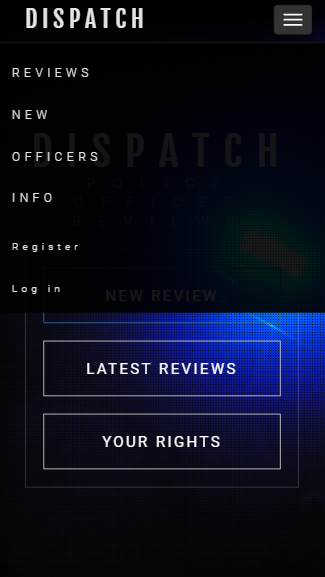 DISPATCH
REVIEWS
NEW
OFFICERS
INFO
Register
Log in
DISPATCH
POLICE
OFFICER
REVIEWS
NEW REVIEW
LATEST REVIEWS
YOUR RIGHTS